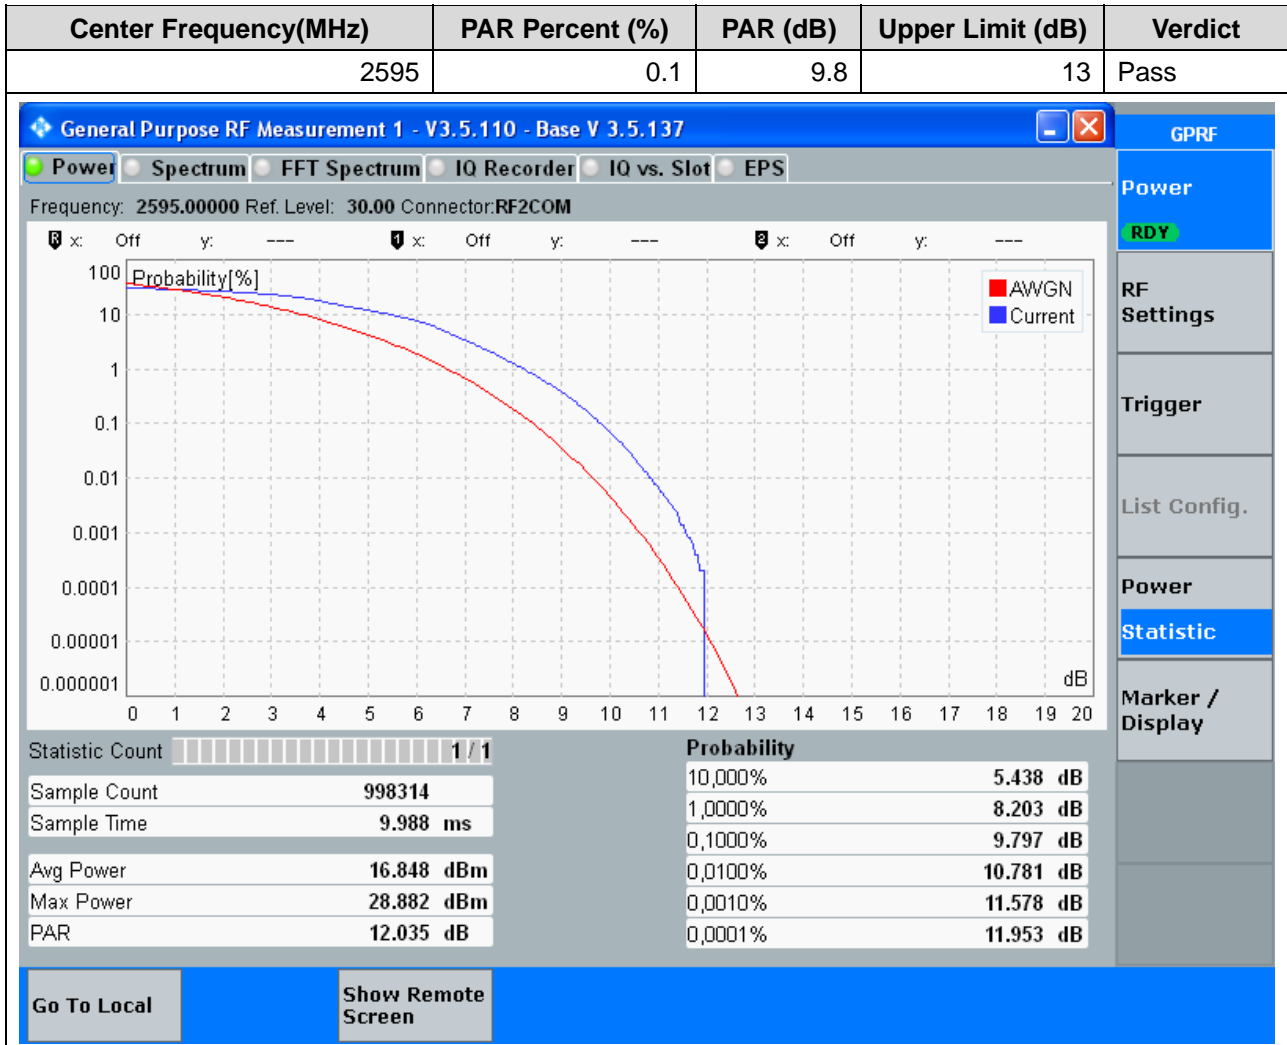 Center Frequency(MHz) PAR Percent (%) PAR (dB) Upper Limit (dB) Verdict
2595 0.1 9.8 13 Pass
General Purpose RF Measurement 1 - V3.5.110 - Base V 3.5.137
GPRF
Power Spectrum FFT Spectrum IQ Recorder IQ vs. Slot EPS
Frequency: 2595.00000 Ref. Level: 30.00 Connector:RF2COM
R x: Off y: --- 1 x: Off y: --- 2 x: Off y: ---
Probability[%]
100
10
1
0.1
0.01
0.001
0.0001
0.00001
0.000001
AWGN
Current
dB
0 1 2 3 4 5 6 7 8 9 10 11 12 13 14 15 16 17 18 19 20
Statistic Count 1 / 1
Sample Count 998314
Sample Time 9.988 ms
Avg Power 16.848 dBm
Max Power 28.882 dBm
PAR 12.035 dB
Probability
10,000% 5.438 dB
1,0000% 8.203 dB
0,1000% 9.797 dB
0,0100% 10.781 dB
0,0010% 11.578 dB
0,0001% 11.953 dB
Power
RDY
RF
Settings
Trigger
List Config.
Power
Statistic
Marker /
Display
Go To Local
Show Remote
Screen